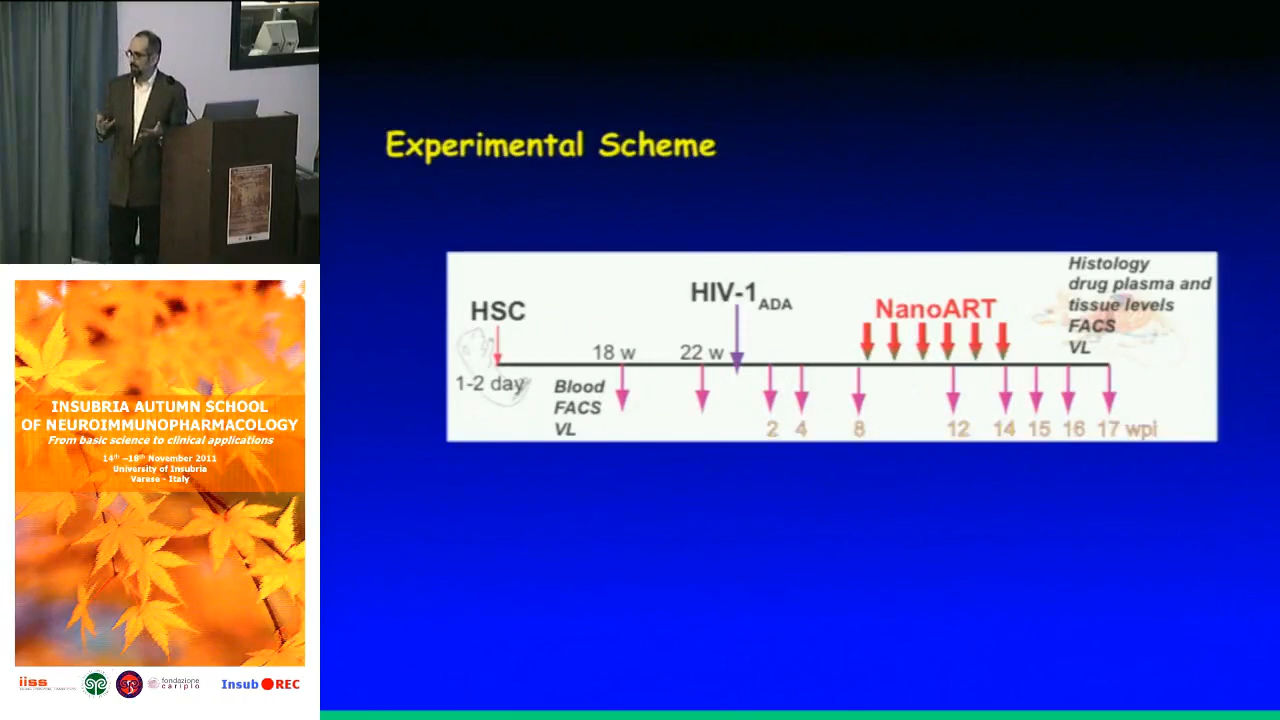 Experimental Scheme
HSC
1-2 day
18 w
22 w
HIV-1ADA
NanoART
Histology
drug plasma and
tissue levels
FACS
VL
Blood
FACS
VL
2 4 8 12 14 15 16 17 wpi
INSUBRIA AUTUMN SCHOOL
OF NEUROIMMUNOPHARMACOLOGY
From basic science to clinical applications
14th –18th November 2011
University of Insubria
Varese - Italy
iiss
fondazione
cariplo
Insub REC